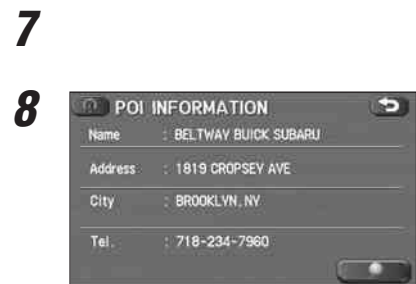 7
8
POI INFORMATION
Name : BELTWAY BUICK SUBARU
Address : 1819 CROPSEY AVE
City : BROOKLYN, NY
Tel. : 718-234-7960